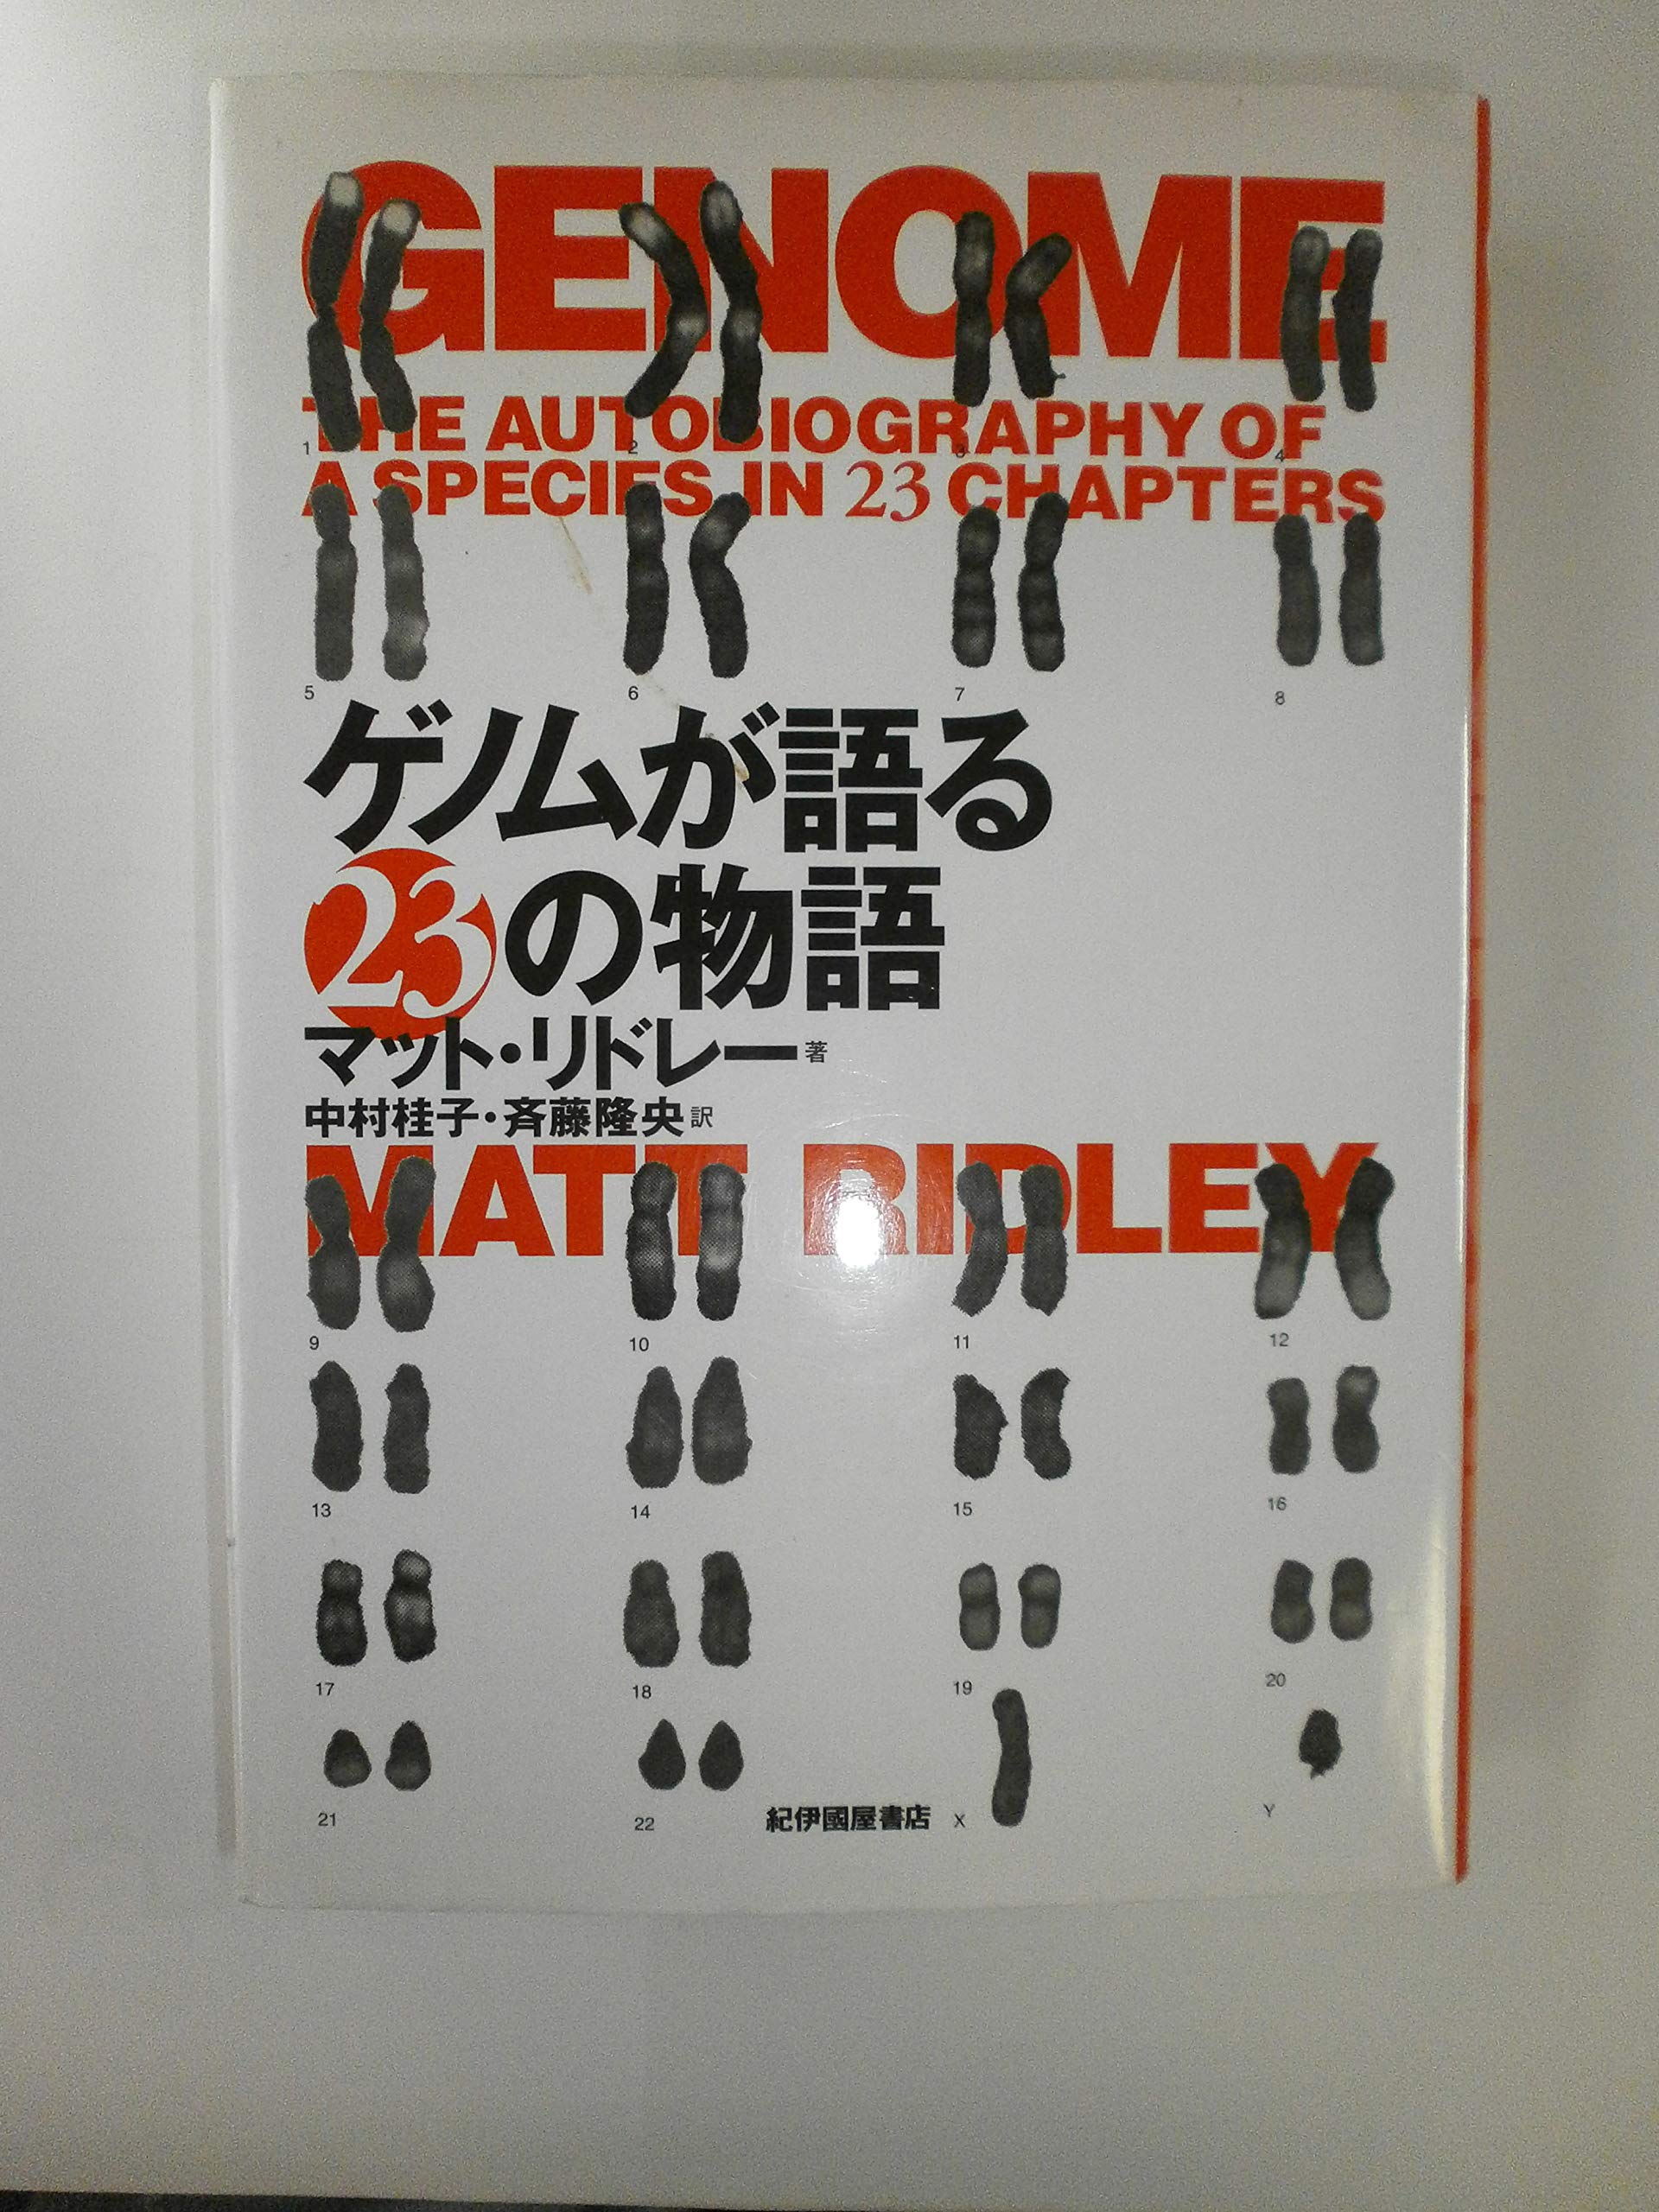 GENOME
THE AUTOBIOGRAPHY OF
A SPECIES IN 23 CHAPTERS
1 2 3 4
5 6 7 8
ゲノムが語る
23の物語
マット・リドレー 著
中村桂子・斉藤隆央 訳
MATT RIDLEY
9 10 11 12
13 14 15 16
17 18 19 20
21 22 紀伊國屋書店 X Y